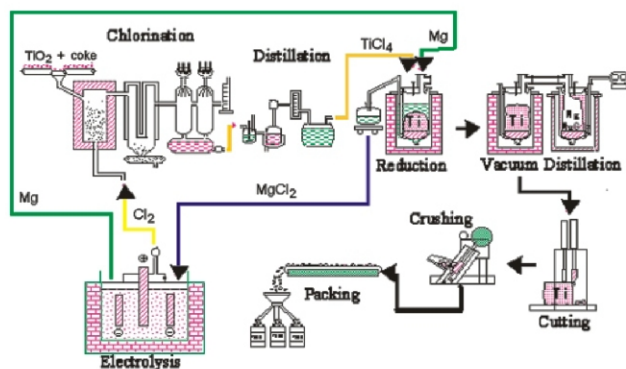 Chlorination
TiO2 + coke
Distillation
TiCl4
Mg
Ti
Reduction
Ti
Mg
Vacuum Distillation
Mg
Cl2
MgCl2
Crushing
Packing
Ti
Cutting
Electrolysis